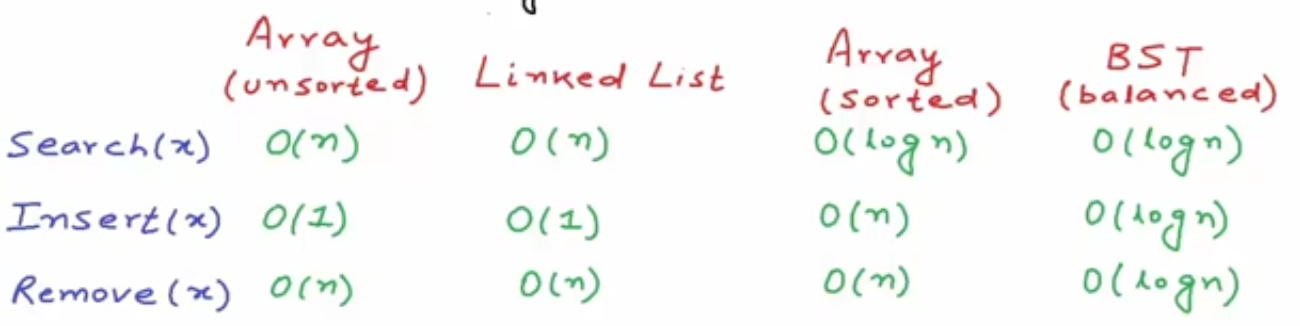 Array (unsorted) Linked List Array (sorted) BST (balanced)
Search(x) O(n) O(n) O(log n) O(log n)
Insert(x) O(1) O(1) O(n) O(log n)
Remove(x) O(n) O(n) O(n) O(log n)